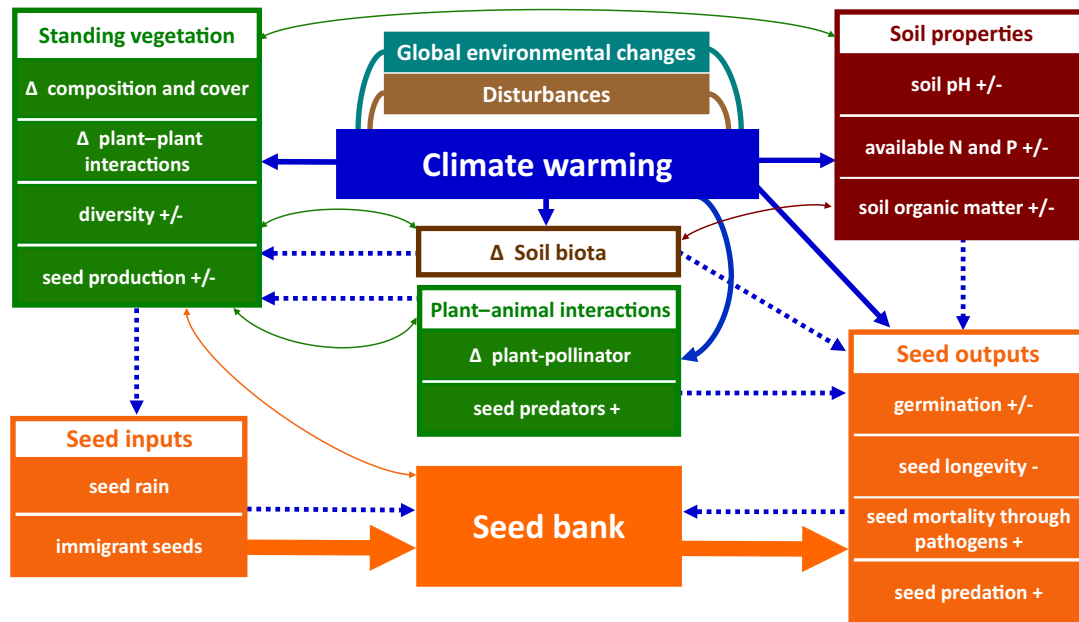 Standing vegetation
Δ composition and cover
Δ plant–plant
interactions
diversity +/-
seed production +/-
Global environmental changes
Disturbances
Climate warming
Soil properties
soil pH +/-
available N and P +/-
soil organic matter +/-
Δ Soil biota
Plant–animal interactions
Δ plant-pollinator
seed predators +
Seed inputs
seed rain
immigrant seeds
Seed bank
Seed outputs
germination +/-
seed longevity -
seed mortality through
pathogens +
seed predation +